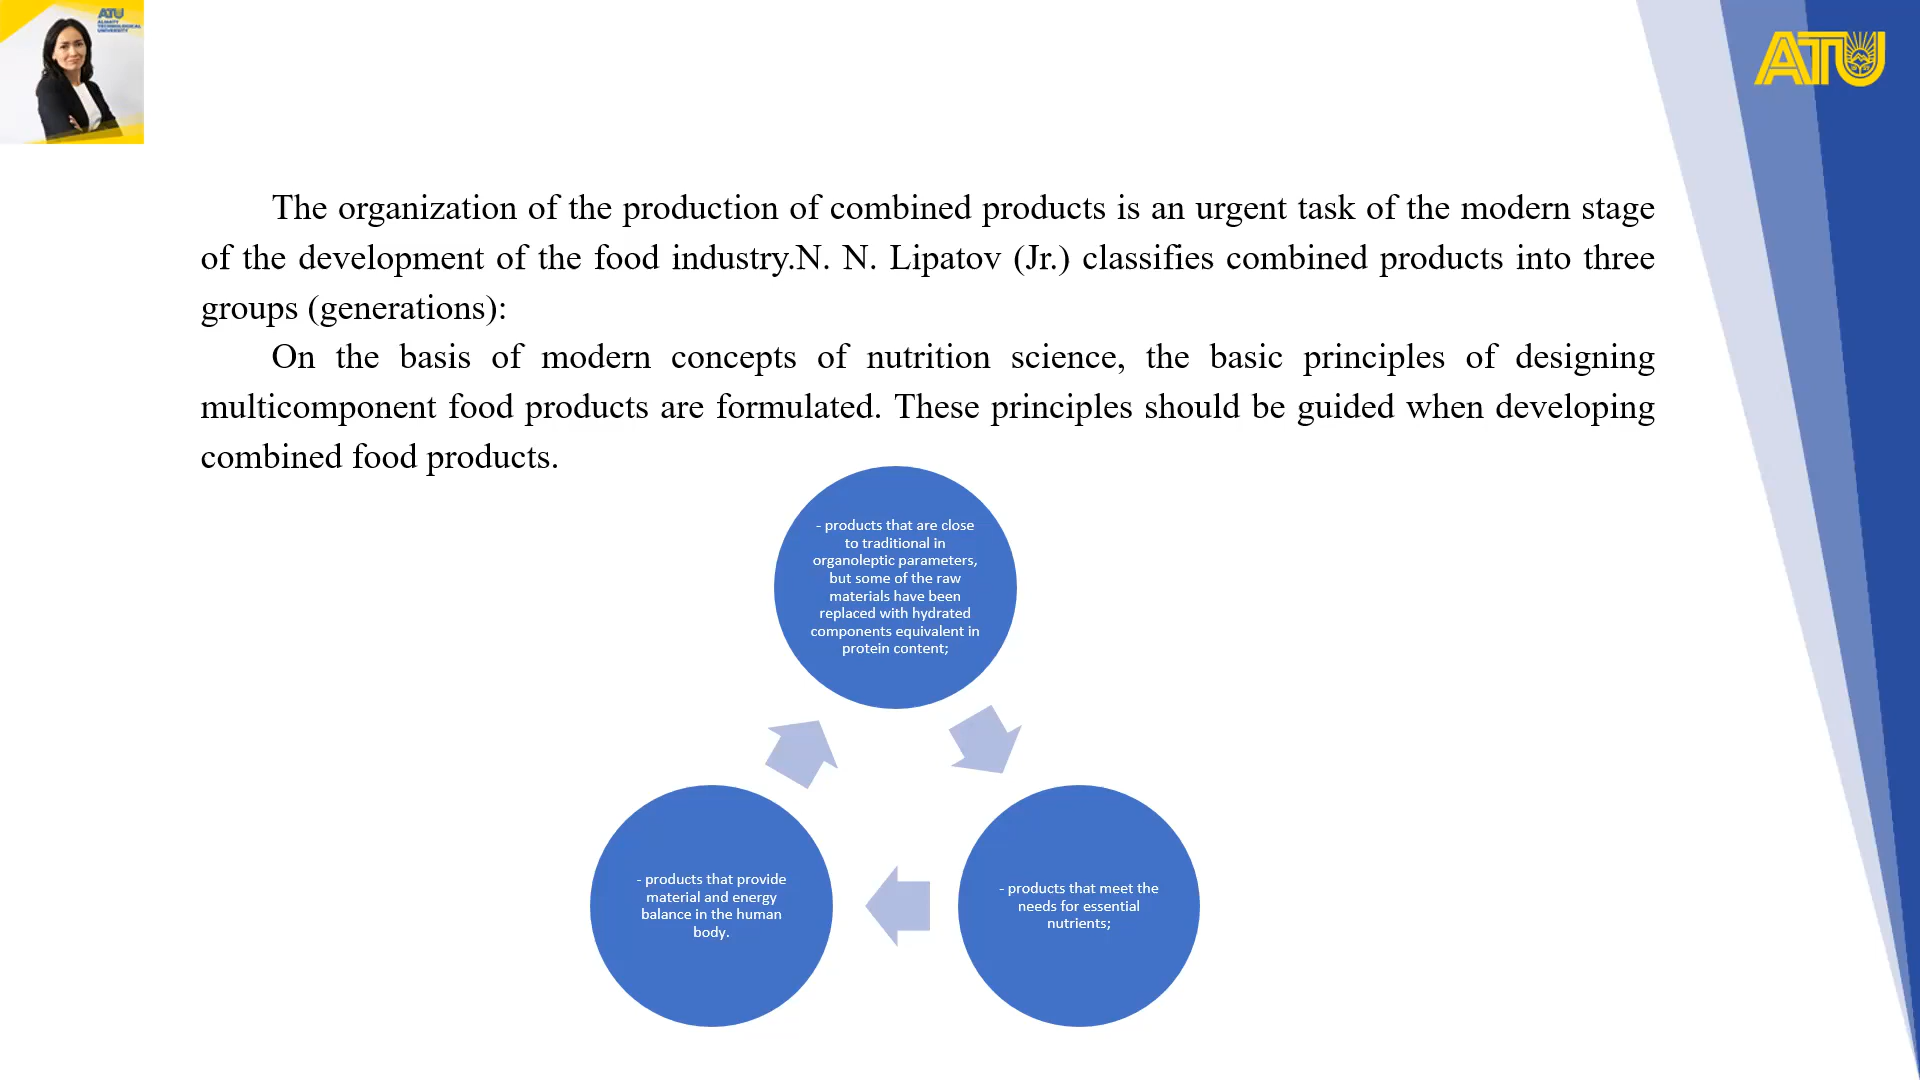 ATU
ALMATY
TECHNOLOGICAL
UNIVERSITY
ATU
The organization of the production of combined products is an urgent task of the modern stage
of the development of the food industry.N. N. Lipatov (Jr.) classifies combined products into three
groups (generations):
On the basis of modern concepts of nutrition science, the basic principles of designing
multicomponent food products are formulated. These principles should be guided when developing
combined food products.
- products that are close
to traditional in
organoleptic parameters,
but some of the raw
materials have been
replaced with hydrated
components equivalent in
protein content;
- products that meet the
needs for essential
nutrients;
- products that provide
material and energy
balance in the human
body.